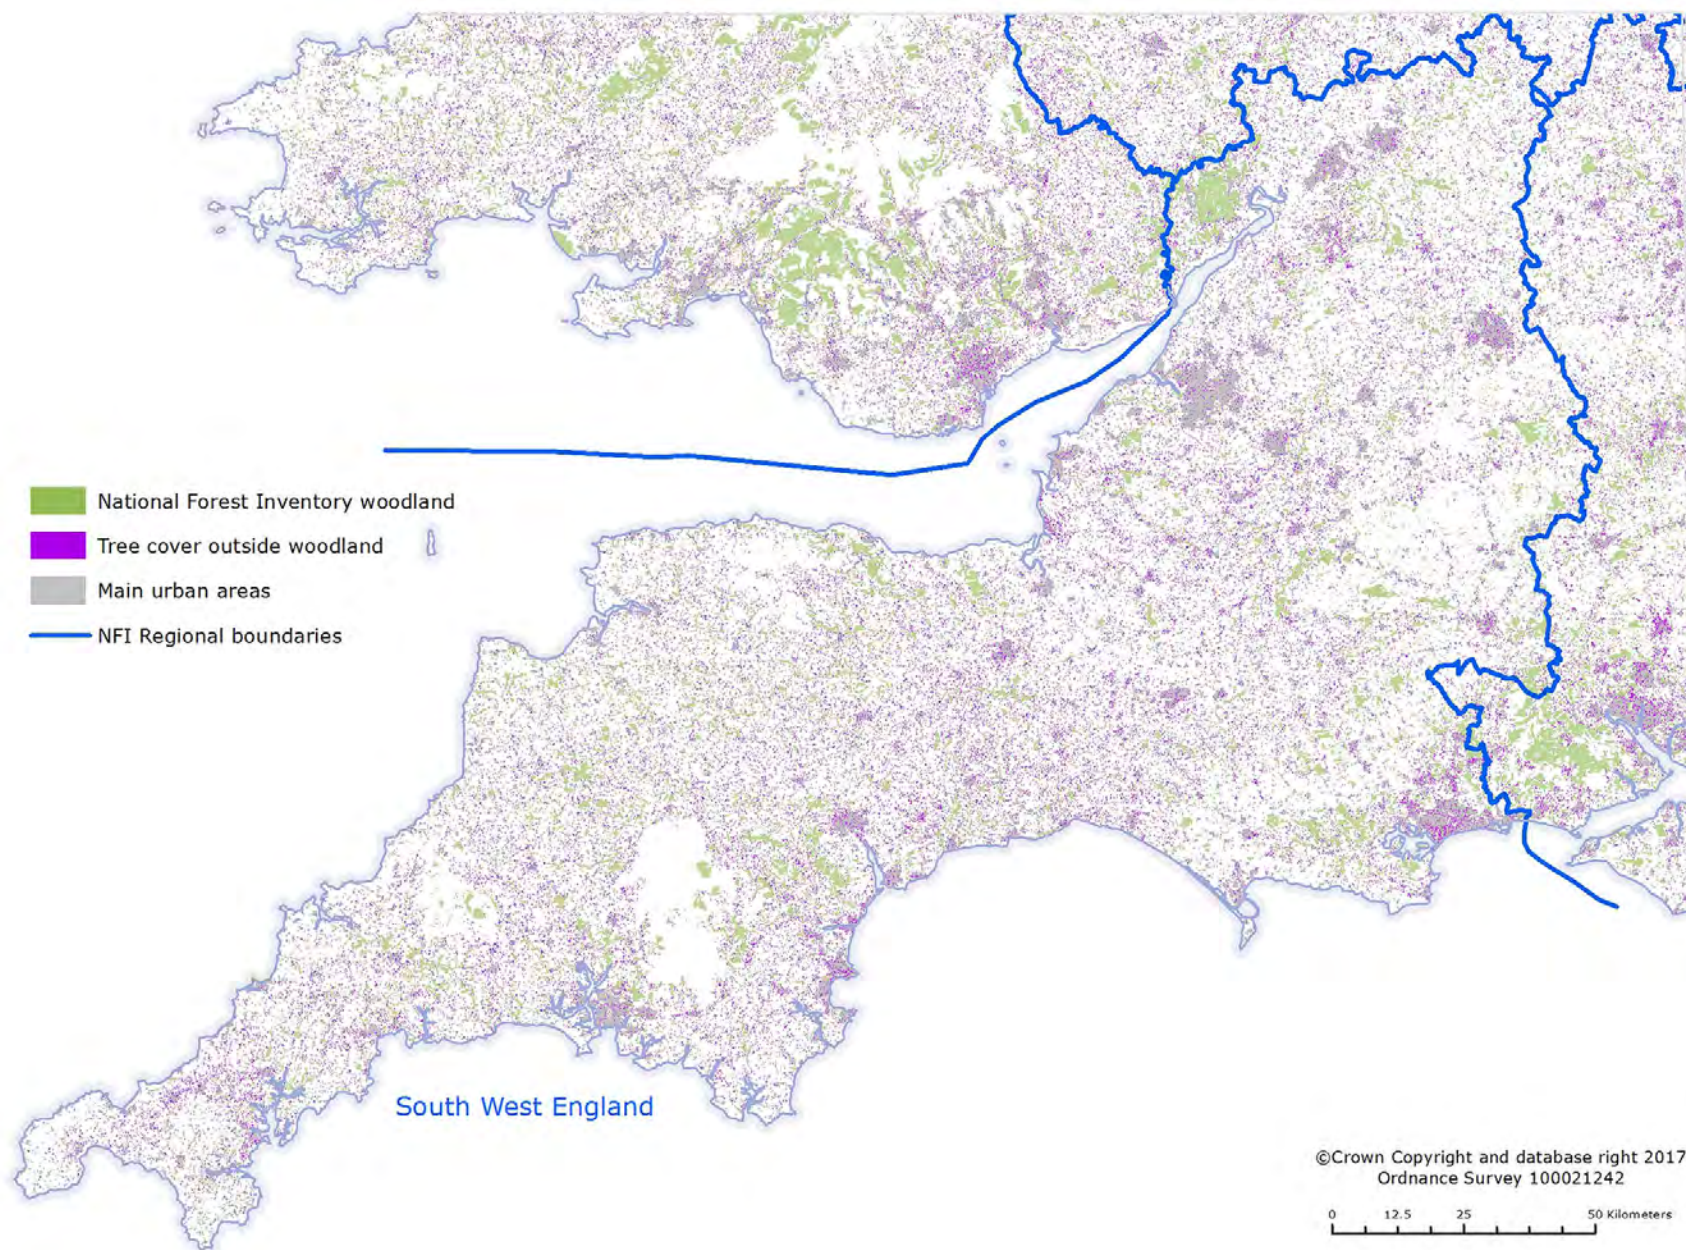 National Forest Inventory woodland
Tree cover outside woodland
Main urban areas
NFI Regional boundaries
South West England
©Crown Copyright and database right 2017
Ordnance Survey 100021242
0 12.5 25 50 Kilometers